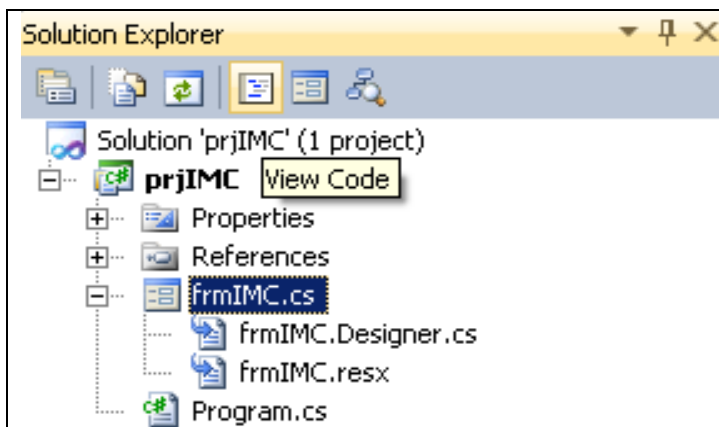 Solution Explorer
Solution 'prjIMC' (1 project)
prjIMC View Code
Properties
References
frmIMC.cs
frmIMC.Designer.cs
frmIMC.resx
Program.cs